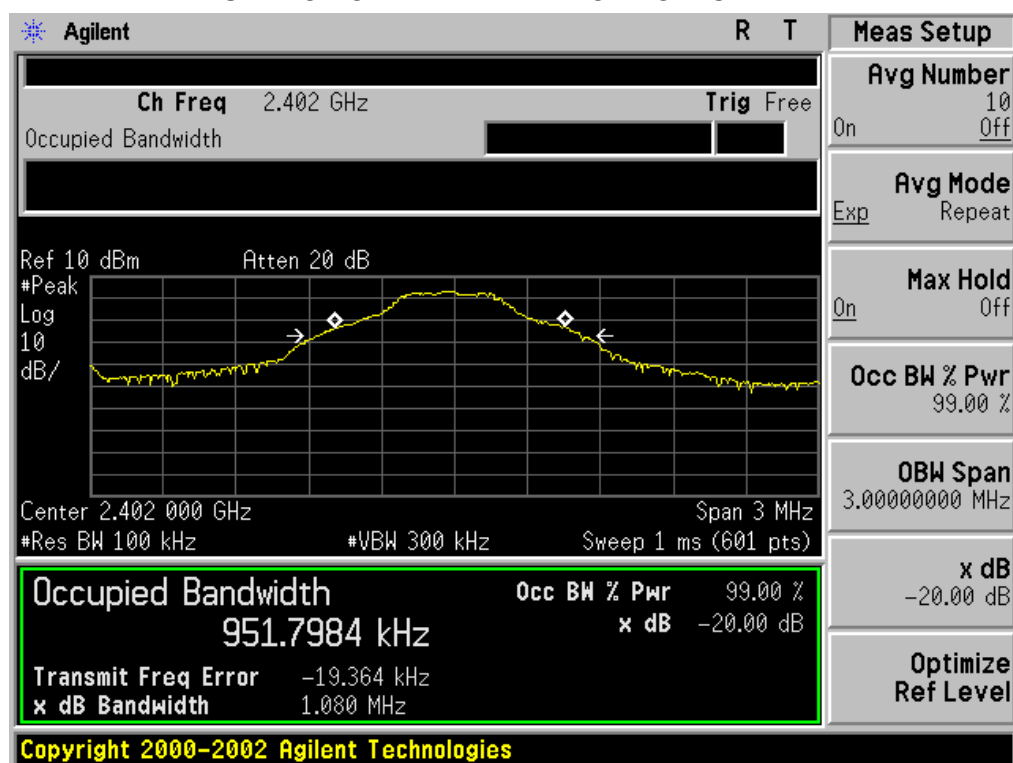 Agilent R T
Ch Freq 2.402 GHz Trig Free
Occupied Bandwidth
Ref 10 dBm Atten 20 dB
#Peak
Log
10
dB/
Center 2.402 000 GHz Span 3 MHz
#Res BW 100 kHz #VBW 300 kHz Sweep 1 ms (601 pts)
Occupied Bandwidth Occ BW % Pwr 99.00 %
951.7984 kHz x dB -20.00 dB
Transmit Freq Error -19.364 kHz
x dB Bandwidth 1.080 MHz
Copyright 2000-2002 Agilent Technologies
Meas Setup
Avg Number
10
On Off
Avg Mode
Exp Repeat
Max Hold
On Off
Occ BW % Pwr
99.00 %
OBW Span
3.00000000 MHz
x dB
-20.00 dB
Optimize
Ref Level